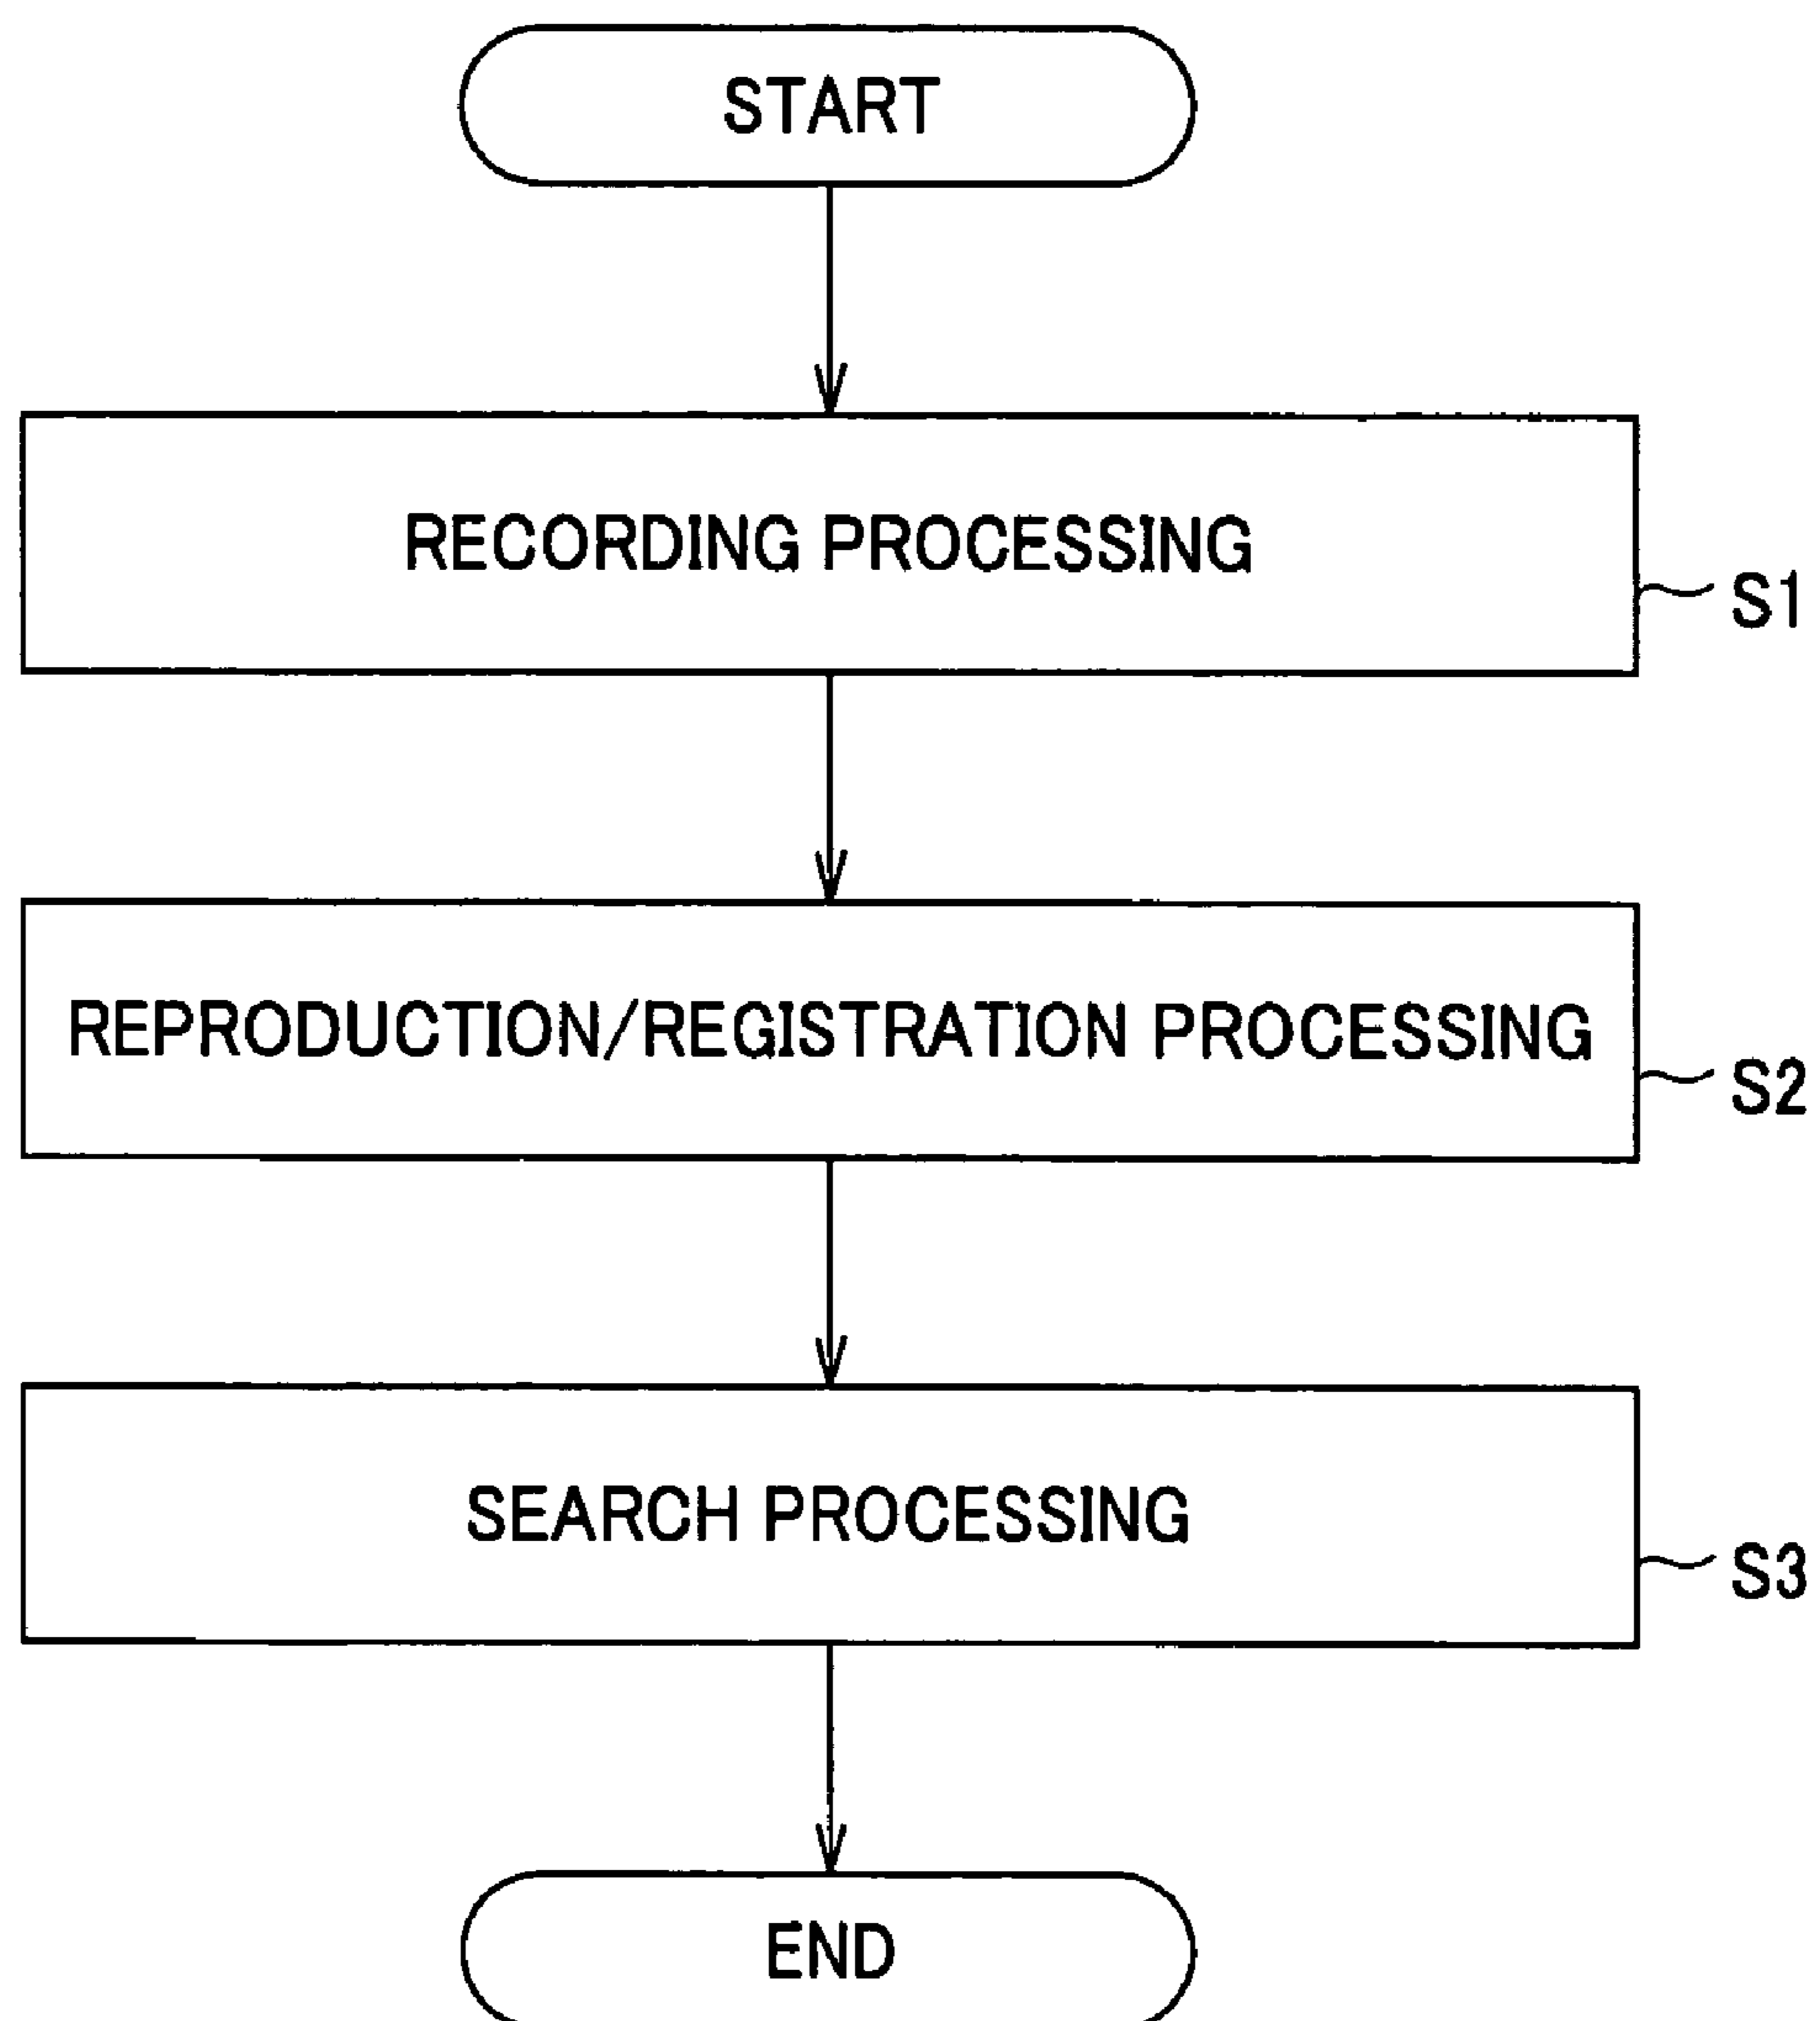 START
RECORDING PROCESSING
S1
REPRODUCTION/REGISTRATION PROCESSING
S2
SEARCH PROCESSING
S3
END